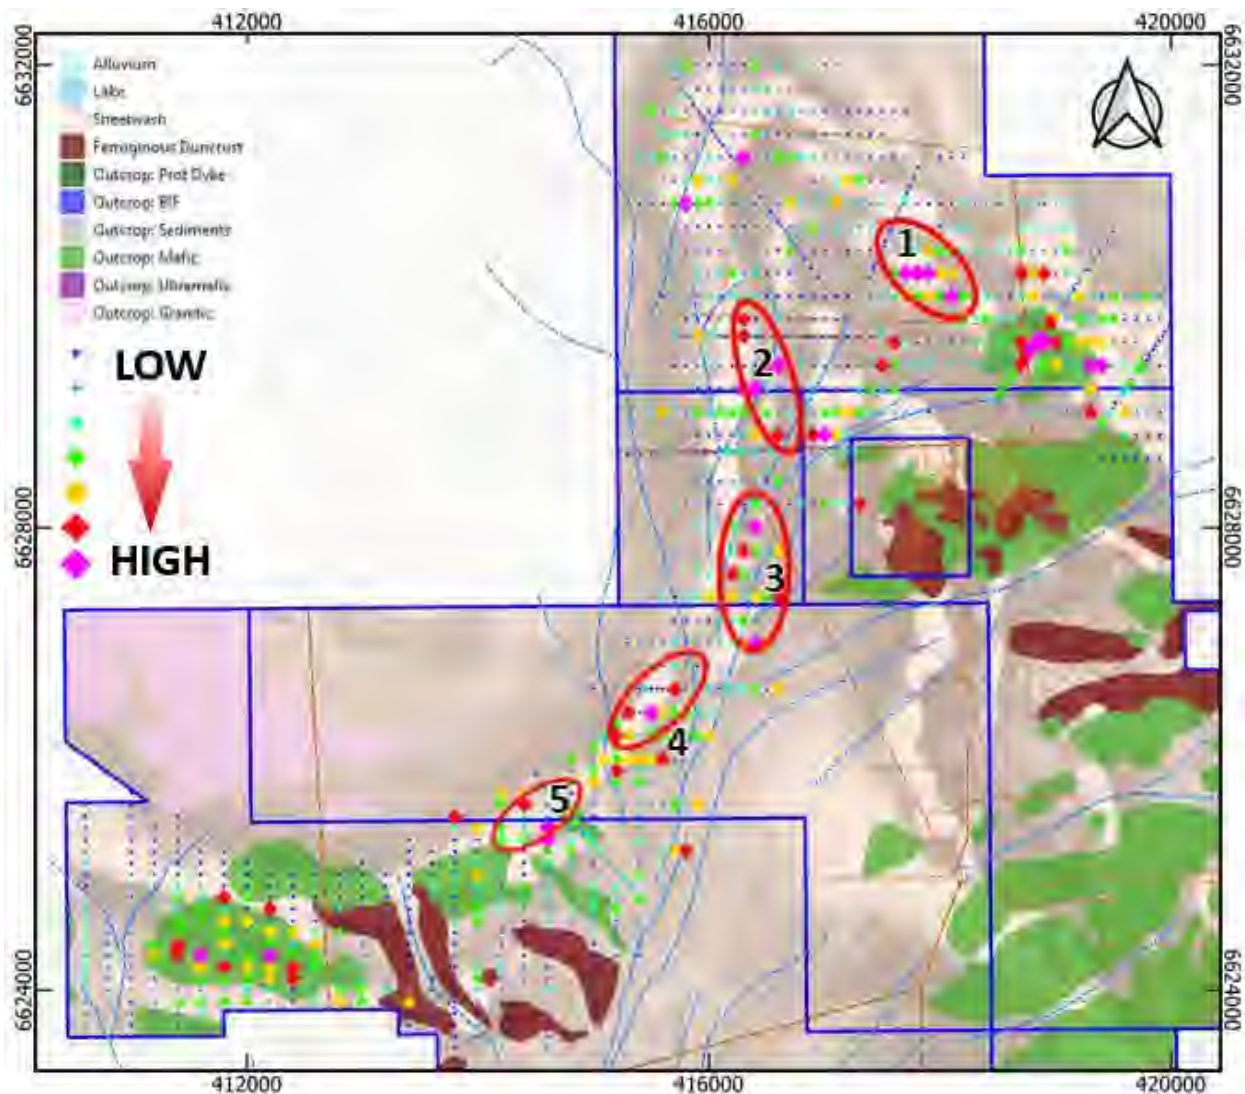 412000
416000
420000
6632000
6632000
Alluvium
Lake
Sheetwash
Ferruginous Duricrust
Outcrop: Prot Dyke
Outcrop: BIF
Outcrop: Sediments
Outcrop: Mafic
Outcrop: Ultramafic
Outcrop: Granitic
LOW
HIGH
1
2
3
4
5
6628000
6628000
6624000
6624000
412000
416000
420000